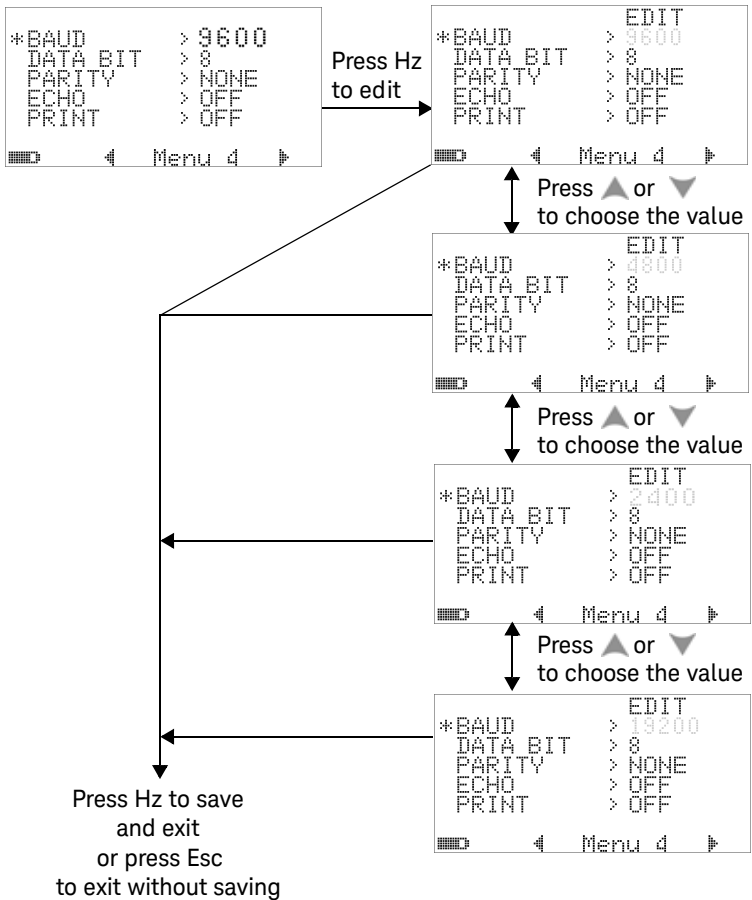 *BAUD > 9600
DATA BIT > 8
PARITY > NONE
ECHO > OFF
PRINT > OFF
Menu 4
Press Hz
to edit
EDIT
*BAUD > 9600
DATA BIT > 8
PARITY > NONE
ECHO > OFF
PRINT > OFF
Menu 4
Press ▲ or ▼
to choose the value
EDIT
*BAUD > 4800
DATA BIT > 8
PARITY > NONE
ECHO > OFF
PRINT > OFF
Menu 4
Press ▲ or ▼
to choose the value
EDIT
*BAUD > 2400
DATA BIT > 8
PARITY > NONE
ECHO > OFF
PRINT > OFF
Menu 4
Press ▲ or ▼
to choose the value
EDIT
*BAUD > 19200
DATA BIT > 8
PARITY > NONE
ECHO > OFF
PRINT > OFF
Menu 4
Press Hz to save
and exit
or press Esc
to exit without saving